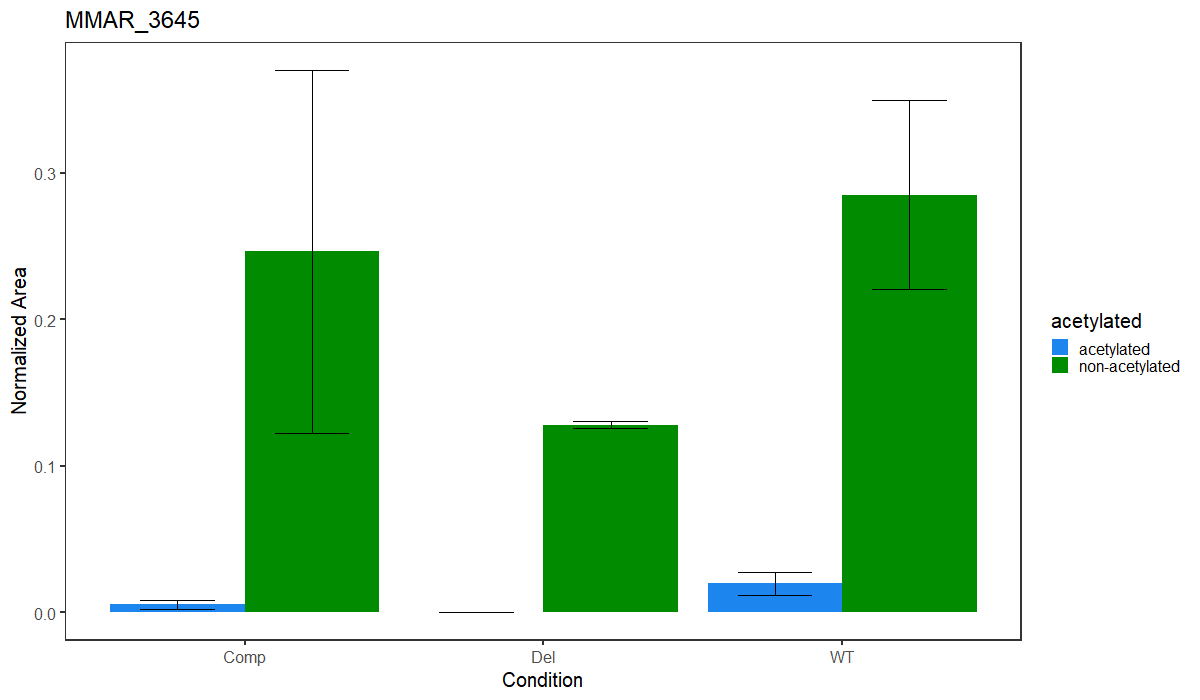 MMAR_3645
Normalized Area
0.3
0.2
0.1
0.0
Comp Del WT
Condition
acetylated
acetylated
non-acetylated